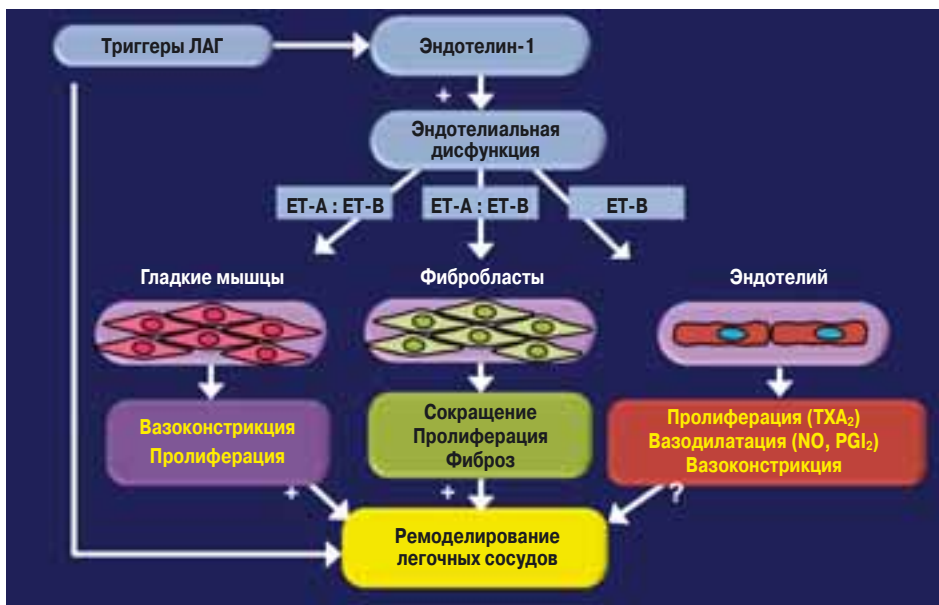 Триггеры ЛАГ
Эндотелин-1
+
Эндотелиальная
дисфункция
ET-A : ET-B
ET-A : ET-B
ET-B
Гладкие мышцы
Фибробласты
Эндотелий
Вазоконстрикция
Пролиферация
Сокращение
Пролиферация
Фиброз
Пролиферация (TXA₂)
Вазодилатация (NO, PGI₂)
Вазоконстрикция
+
+
?
Ремоделирование
легочных сосудов